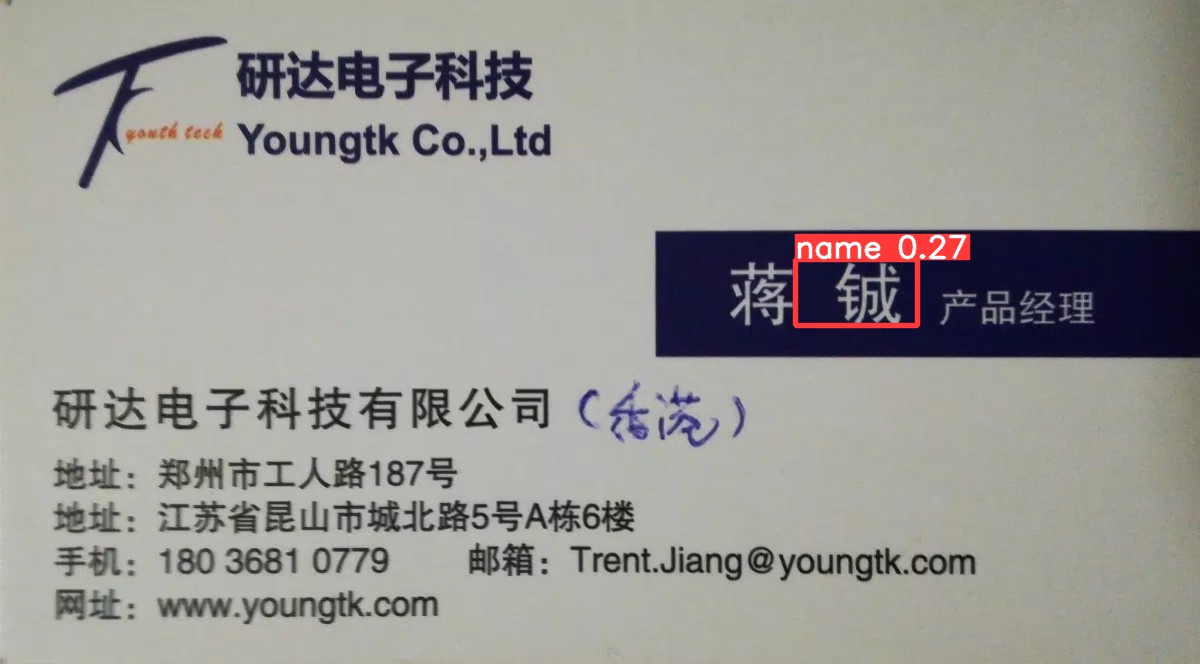 研达电子科技
youth tech Youngtk Co.,Ltd
name 0.27
蒋 铖 产品经理
研达电子科技有限公司（香港）
地址：郑州市工人路187号
地址：江苏省昆山市城北路5号A栋6楼
手机：180 3681 0779 邮箱：Trent.Jiang@youngtk.com
网址：www.youngtk.com